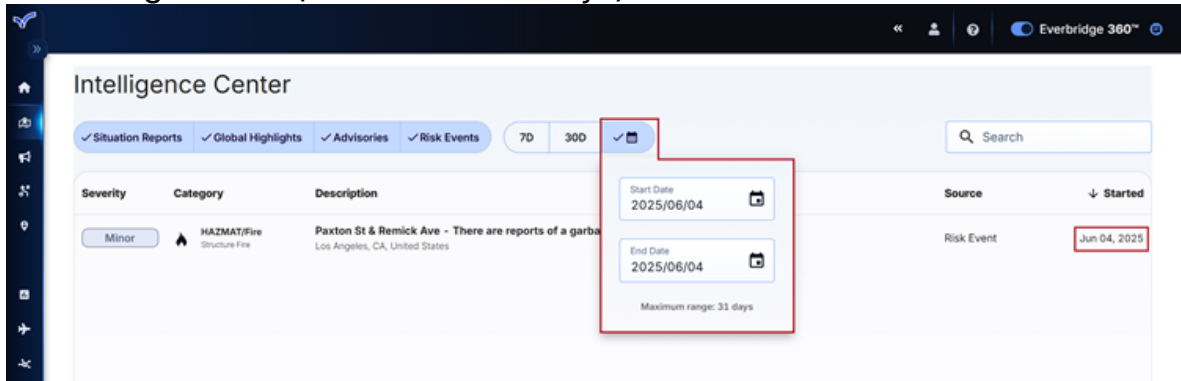 « Everbridge 360™
»
Intelligence Center
✓ Situation Reports ✓ Global Highlights ✓ Advisories ✓ Risk Events 7D 30D ✓ Search
Severity Category Description Source ↓ Started
Start Date
2025/06/04
Minor HAZMAT/Fire Paxton St & Remick Ave - There are reports of a garba Risk Event Jun 04, 2025
Structure Fire Los Angeles, CA, United States
End Date
2025/06/04
Maximum range: 31 days